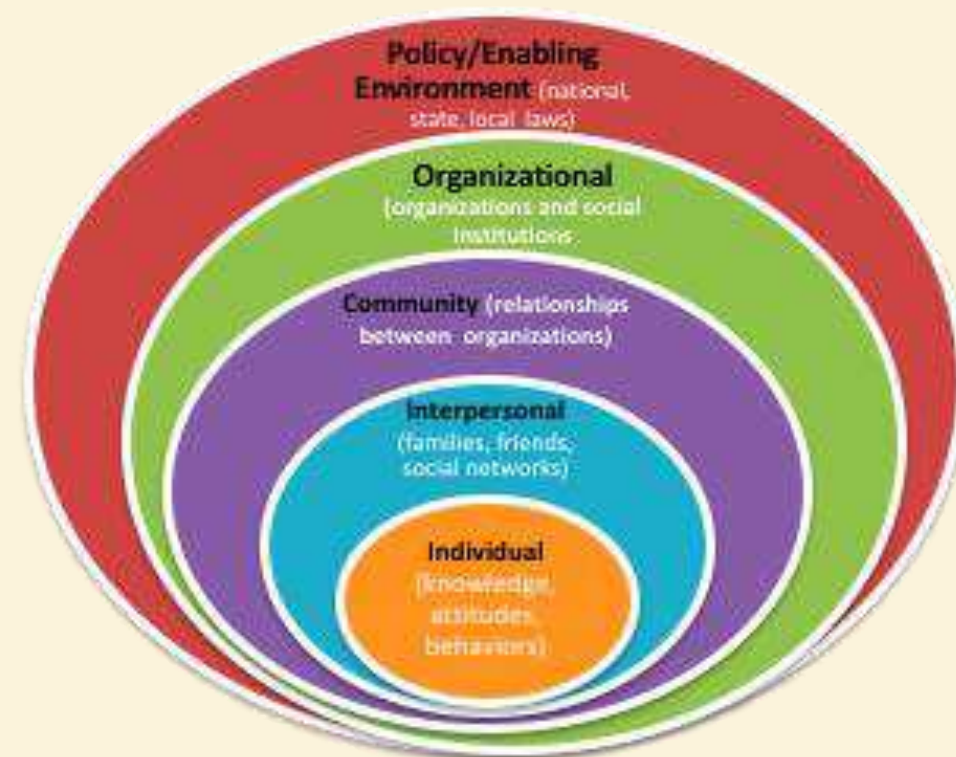 Policy/Enabling
Environment (national,
state, local laws)
Organizational
(organizations and social
institutions
Community (relationships
between organizations)
Interpersonal
(families, friends,
social networks)
Individual
(knowledge,
attitudes,
behaviors)